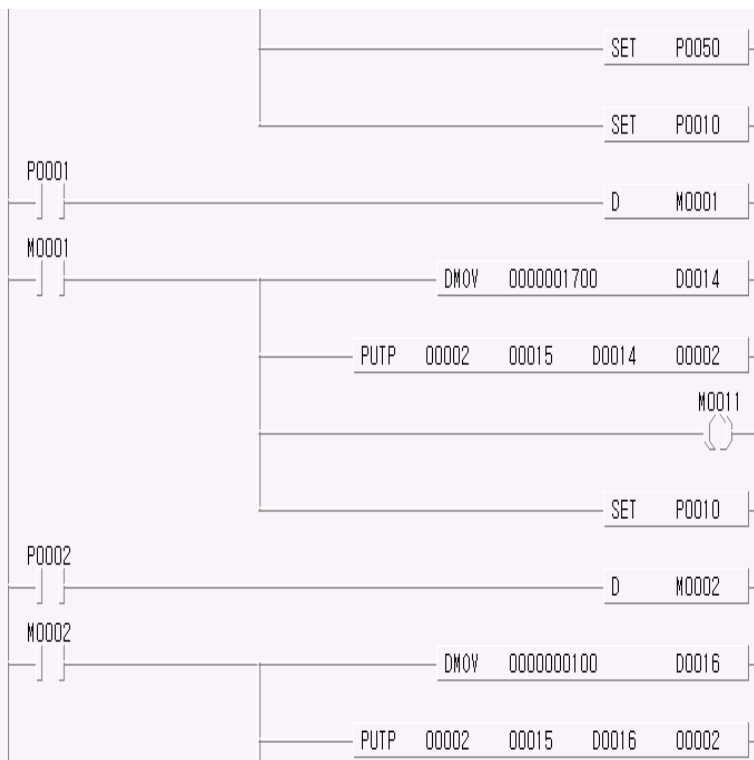 SET P0050
SET P0010
P0001
D M0001
M0001
DMOV 0000001700 D0014
PUTP 00002 00015 D0014 00002
M0011
SET P0010
P0002
D M0002
M0002
DMOV 0000000100 D0016
PUTP 00002 00015 D0016 00002